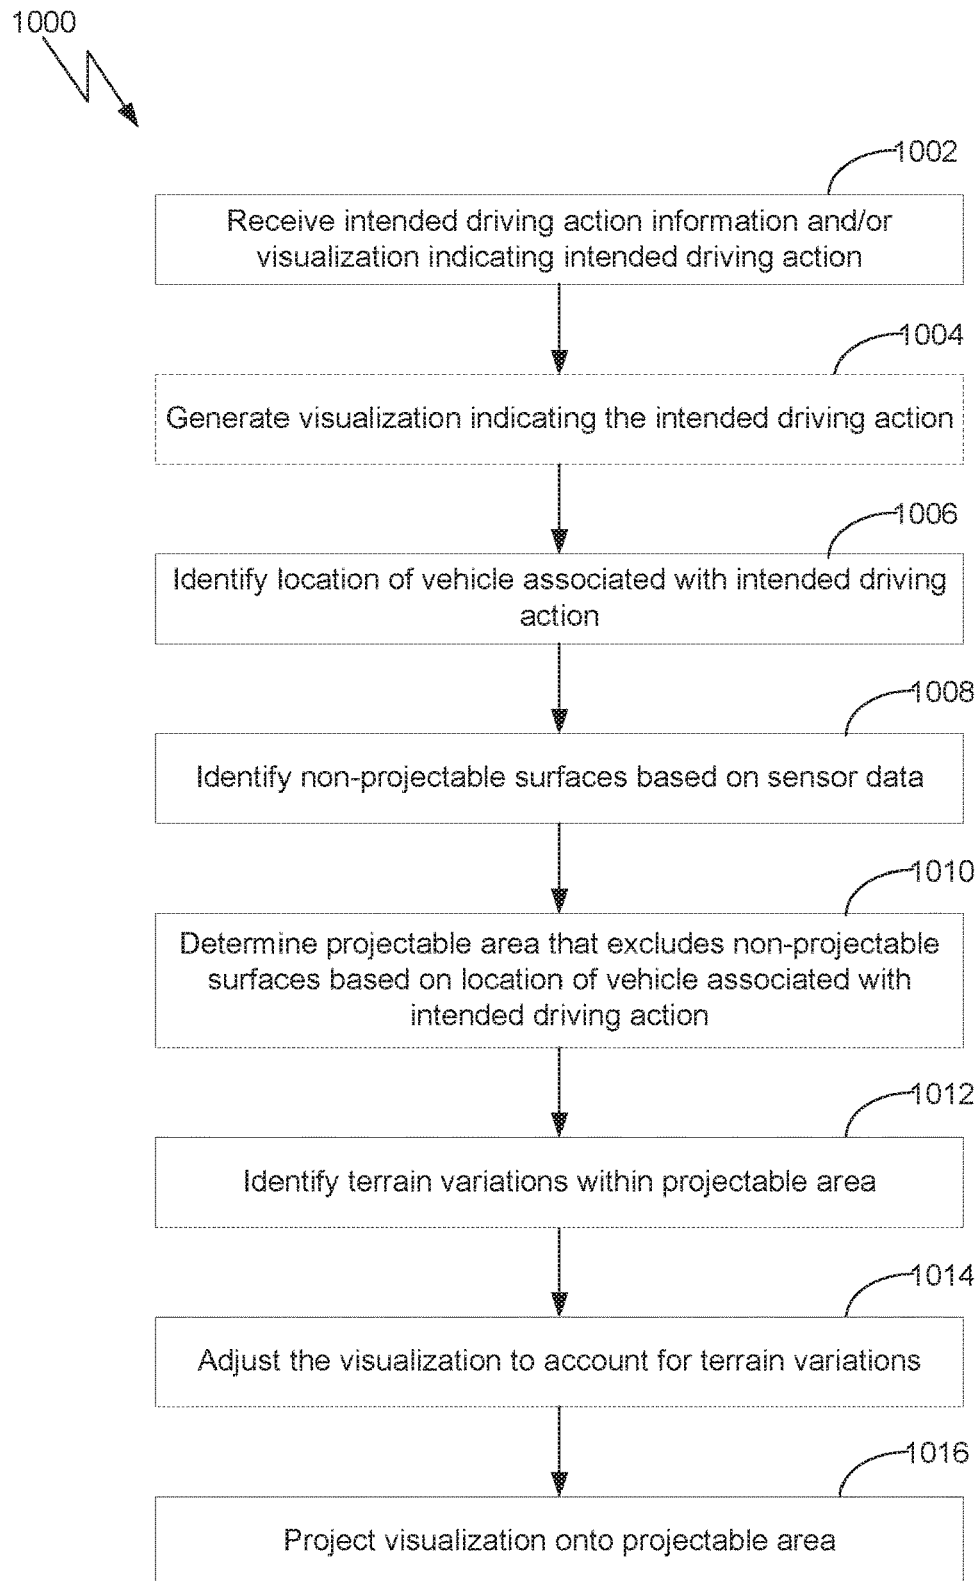 1000
1002
Receive intended driving action information and/or
visualization indicating intended driving action
1004
Generate visualization indicating the intended driving action
1006
Identify location of vehicle associated with intended driving
action
1008
Identify non-projectable surfaces based on sensor data
1010
Determine projectable area that excludes non-projectable
surfaces based on location of vehicle associated with
intended driving action
1012
Identify terrain variations within projectable area
1014
Adjust the visualization to account for terrain variations
1016
Project visualization onto projectable area